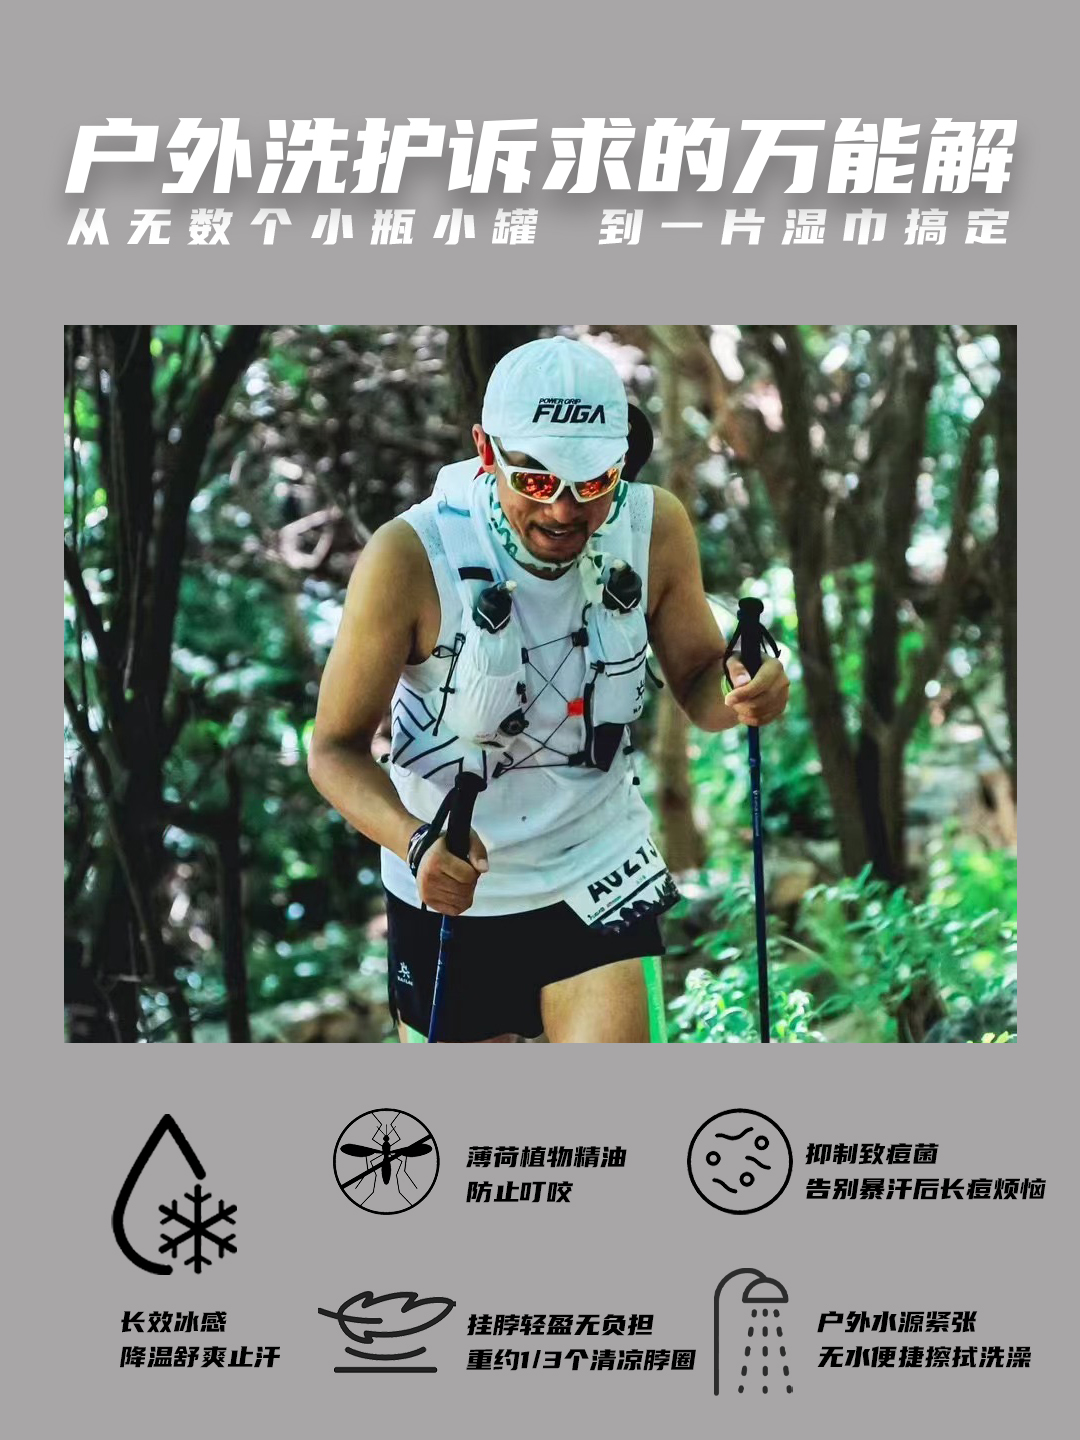 户外洗护诉求的万能解
从无数个小瓶小罐 到一片湿巾搞定
POWER GRIP
FUGA
长效冰感
降温舒爽止汗
薄荷植物精油
防止叮咬
抑制致痘菌
告别暴汗后长痘烦恼
挂脖轻盈无负担
重约1/3个清凉脖圈
户外水源紧张
无水便捷擦拭洗澡